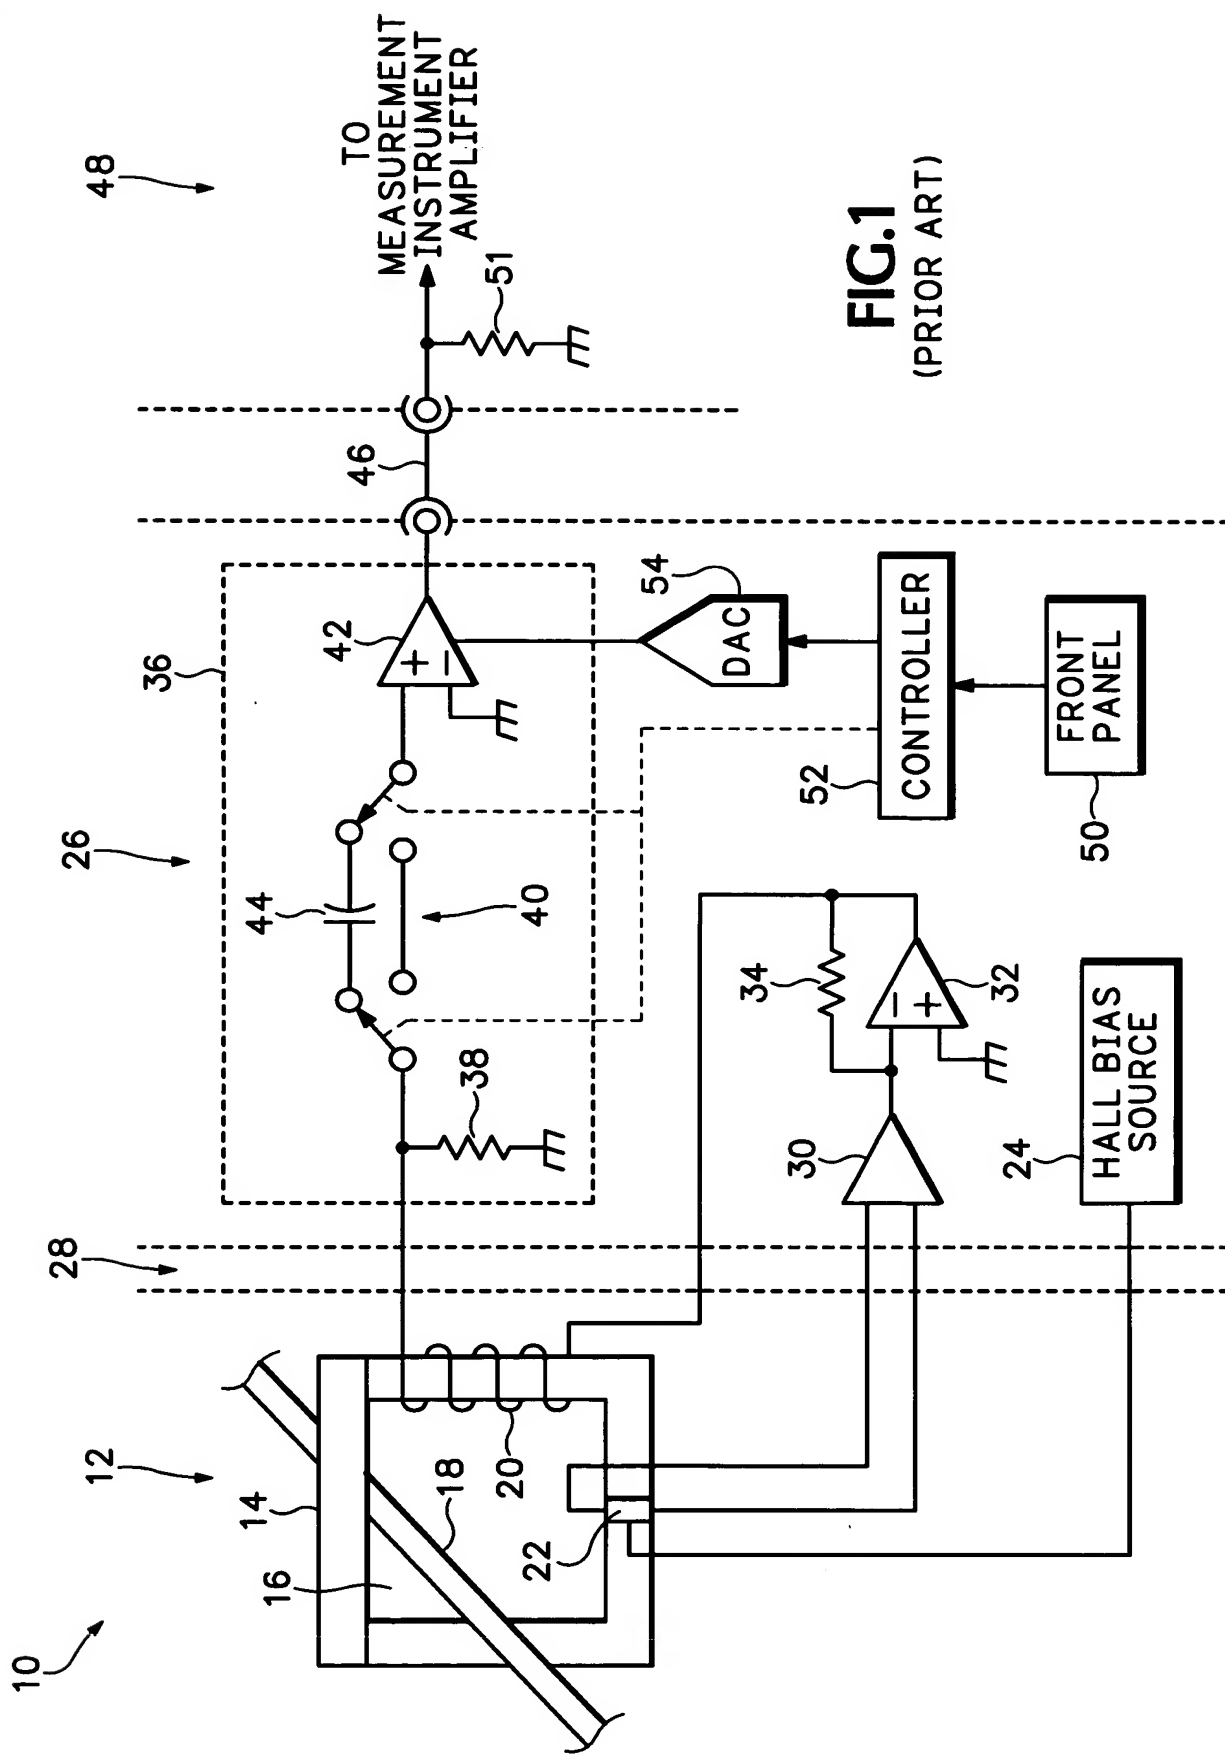 10
12
14
16
18
20
22
28
26
36
38
44
40
42
46
48
TO
MEASUREMENT
INSTRUMENT
AMPLIFIER
51
30
34
32
24
HALL BIAS
SOURCE
54
DAC
52
CONTROLLER
50
FRONT
PANEL
+
−
−
+
FIG.1
(PRIOR ART)